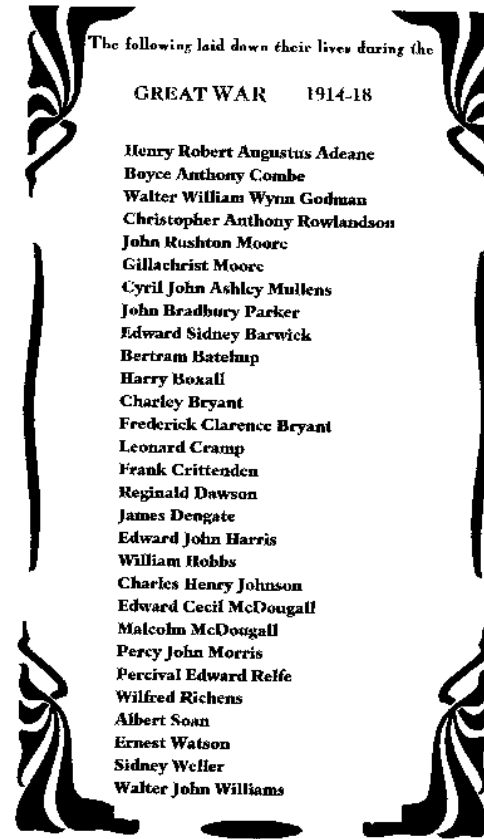 The following laid down their lives during the
GREAT WAR 1914-18
Henry Robert Augustus Adeane
Boyce Anthony Combe
Walter William Wynn Godman
Christopher Anthony Rowlandson
John Rushton Moore
Gillachrist Moore
Cyril John Ashley Mullens
John Bradbury Parker
Edward Sidney Barwick
Bertram Batehup
Harry Boxall
Charley Bryant
Frederick Clarence Bryant
Leonard Cramp
Frank Crittenden
Reginald Dawson
James Dengate
Edward John Harris
William Hobbs
Charles Henry Johnson
Edward Cecil McDougall
Malcolm McDougall
Percy John Morris
Percival Edward Relfe
Wilfred Richens
Albert Soan
Ernest Watson
Sidney Weller
Walter John Williams